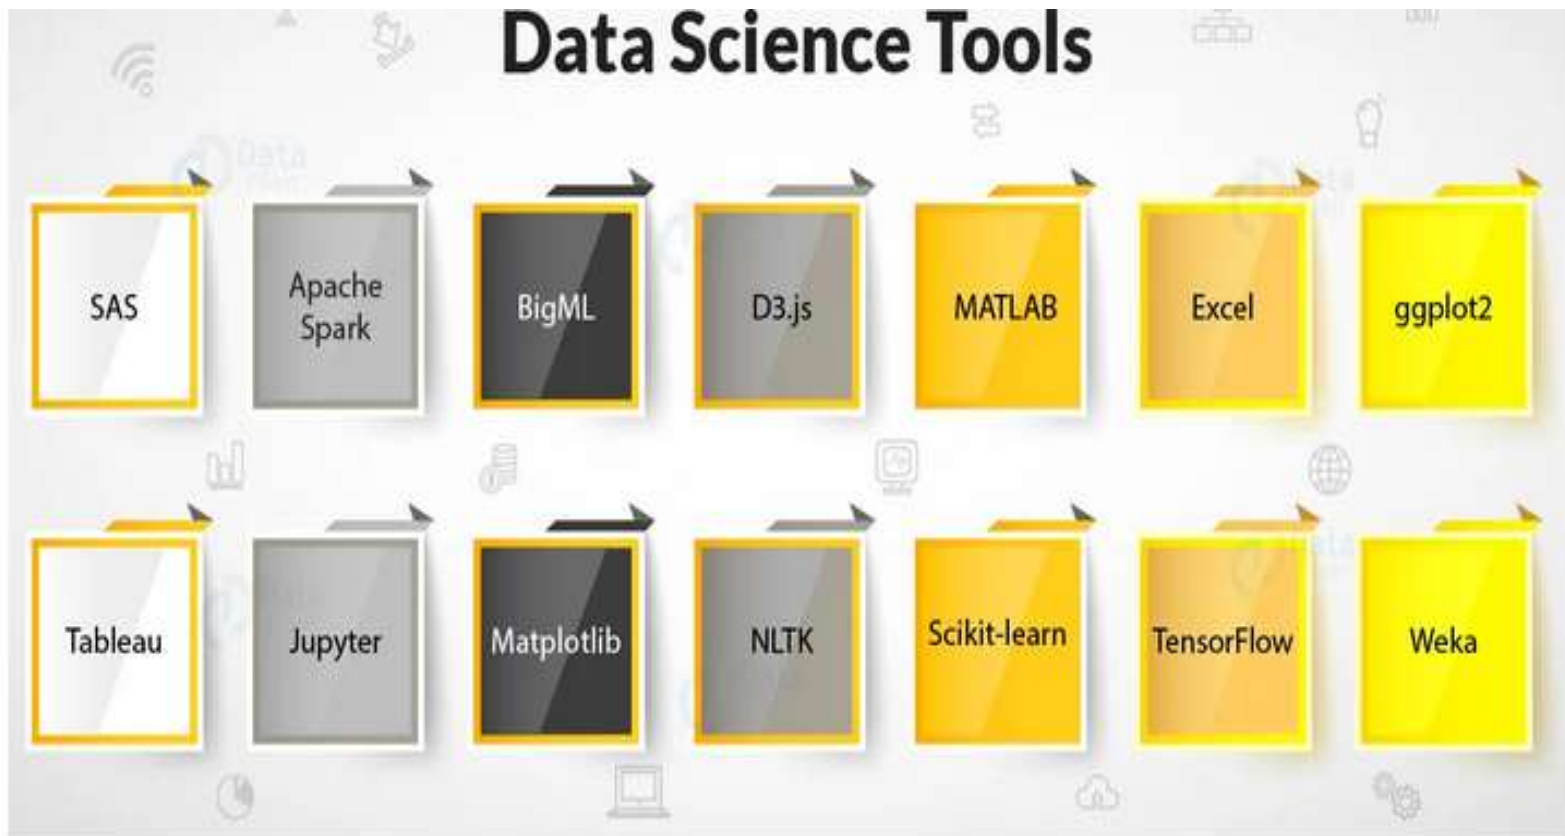 Data Science Tools
SAS
Apache
Spark
BigML
D3.js
MATLAB
Excel
ggplot2
Tableau
Jupyter
Matplotlib
NLTK
Scikit-learn
TensorFlow
Weka
Data